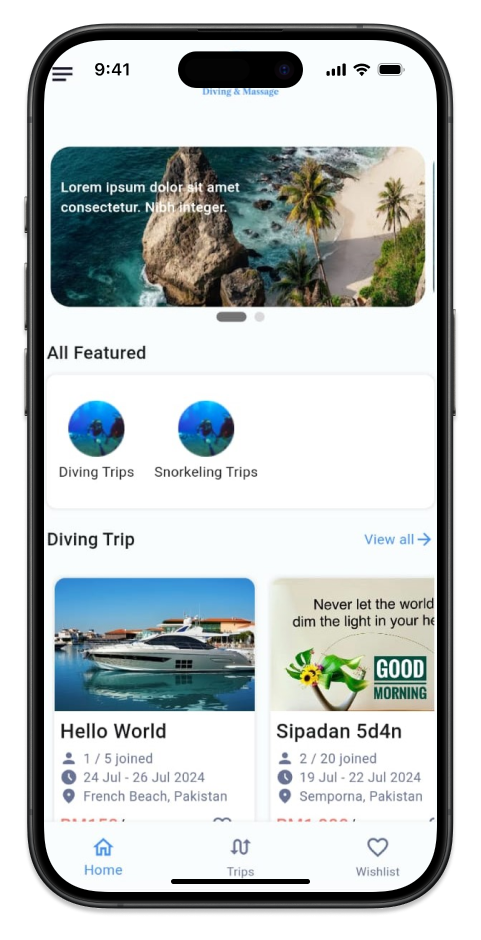 9:41
Diving & Massage
Lorem ipsum dolor sit amet
consectetur. Nibh integer.
All Featured
Diving Trips
Snorkeling Trips
Diving Trip
View all
Never let the world
dim the light in your he
GOOD
MORNING
Hello World
1 / 5 joined
24 Jul - 26 Jul 2024
French Beach, Pakistan
Sipadan 5d4n
2 / 20 joined
19 Jul - 22 Jul 2024
Semporna, Pakistan
Home
Trips
Wishlist